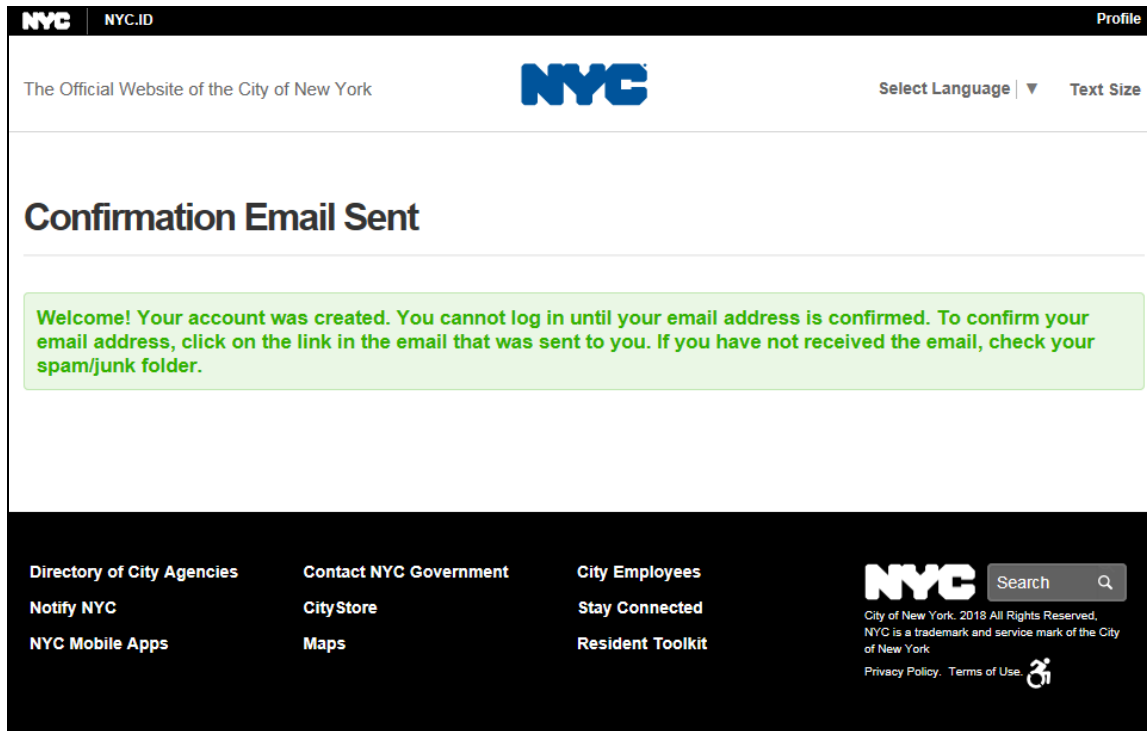 NYC NYC.ID Profile
The Official Website of the City of New York NYC Select Language ▼ Text Size
Confirmation Email Sent
Welcome! Your account was created. You cannot log in until your email address is confirmed. To confirm your
email address, click on the link in the email that was sent to you. If you have not received the email, check your
spam/junk folder.
Directory of City Agencies
Notify NYC
NYC Mobile Apps
Contact NYC Government
CityStore
Maps
City Employees
Stay Connected
Resident Toolkit
NYC Search
City of New York. 2018 All Rights Reserved,
NYC is a trademark and service mark of the City
of New York
Privacy Policy. Terms of Use.